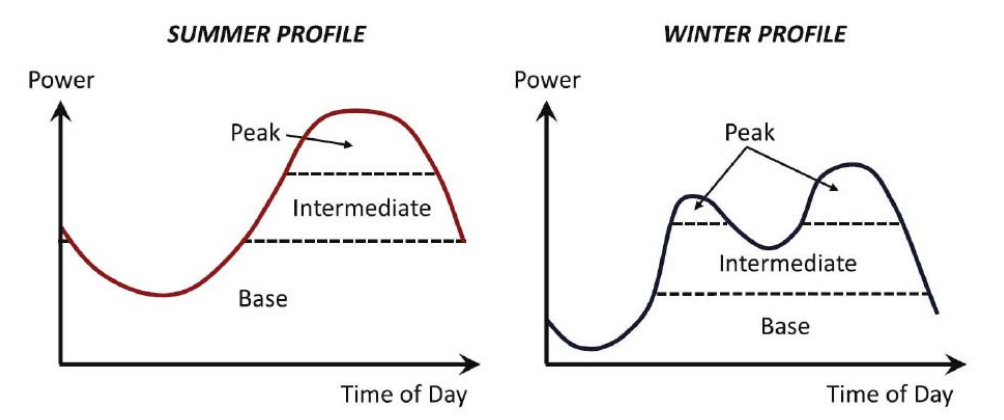 SUMMER PROFILE
Power
Peak
Intermediate
Base
Time of Day
WINTER PROFILE
Power
Peak
Intermediate
Base
Time of Day